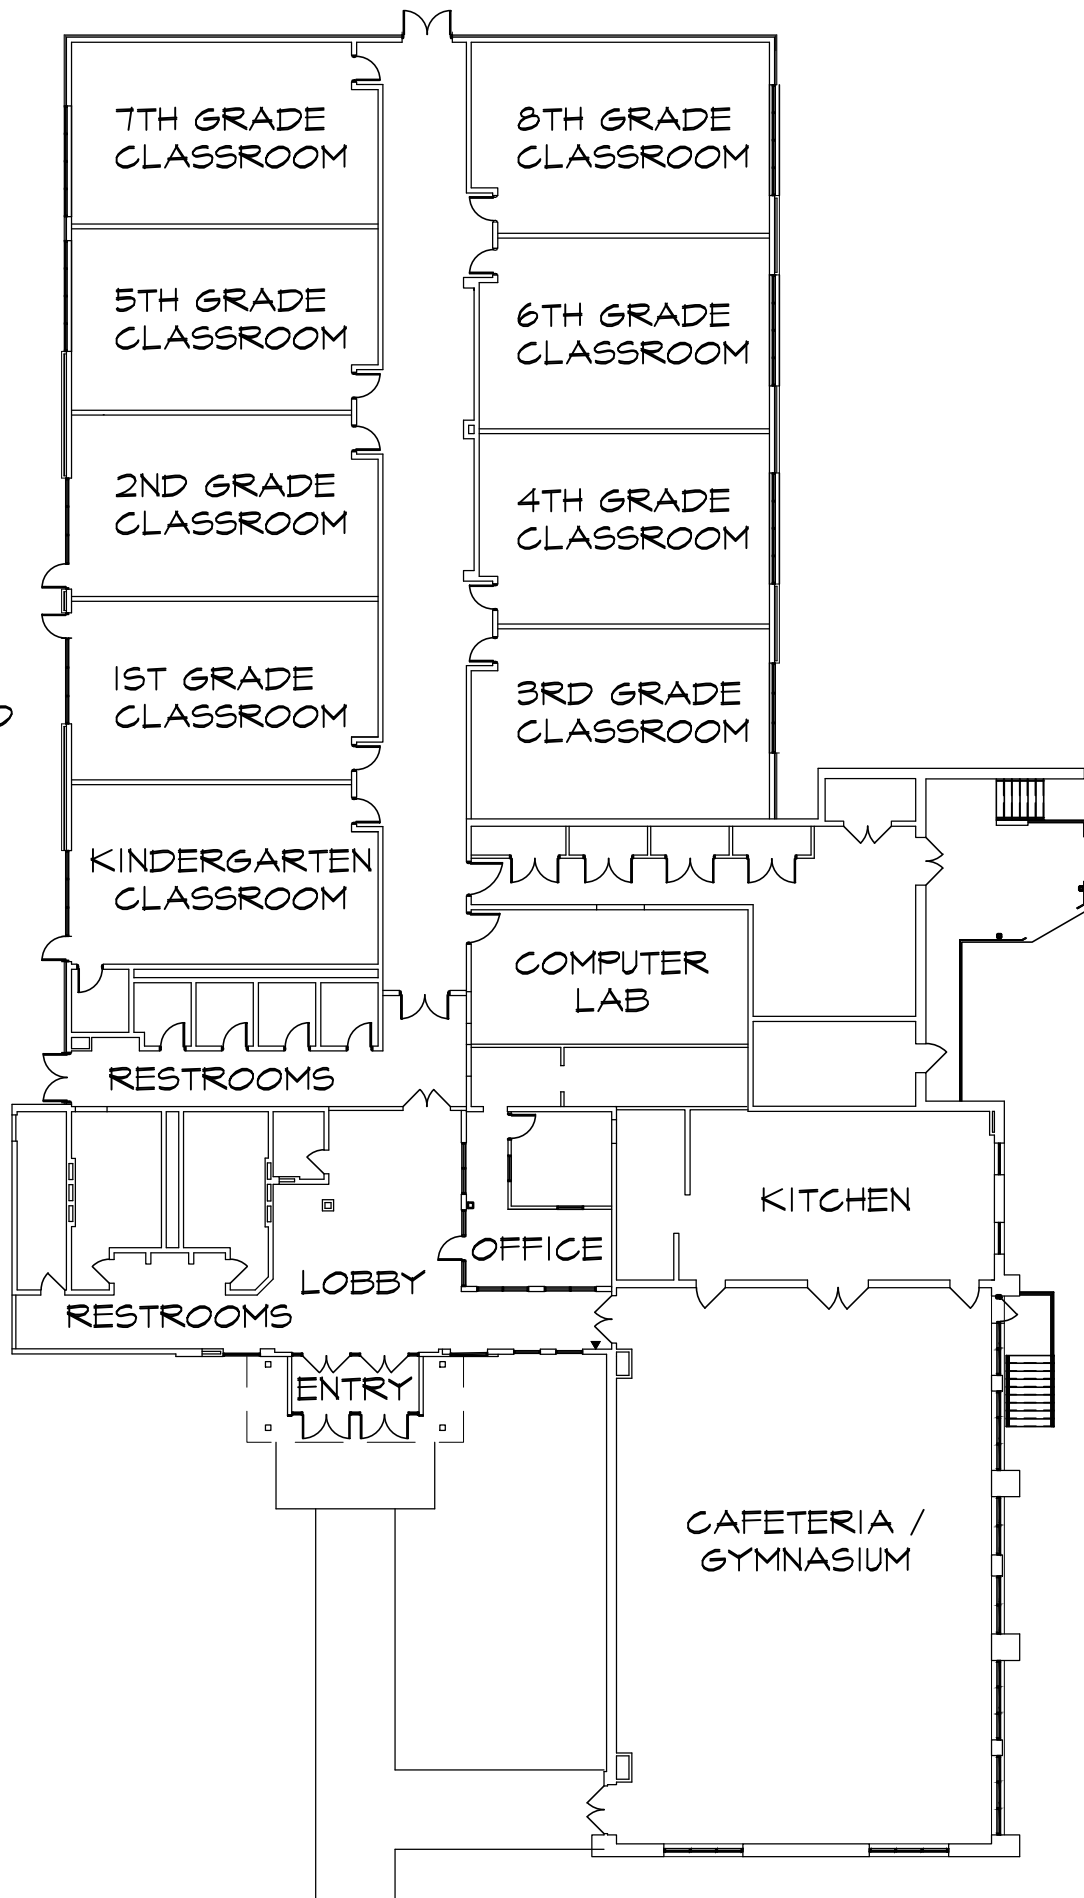 7TH GRADE
CLASSROOM
8TH GRADE
CLASSROOM
5TH GRADE
CLASSROOM
6TH GRADE
CLASSROOM
2ND GRADE
CLASSROOM
4TH GRADE
CLASSROOM
1ST GRADE
CLASSROOM
3RD GRADE
CLASSROOM
KINDERGARTEN
CLASSROOM
COMPUTER
LAB
RESTROOMS
KITCHEN
OFFICE
LOBBY
RESTROOMS
ENTRY
CAFETERIA /
GYMNASIUM